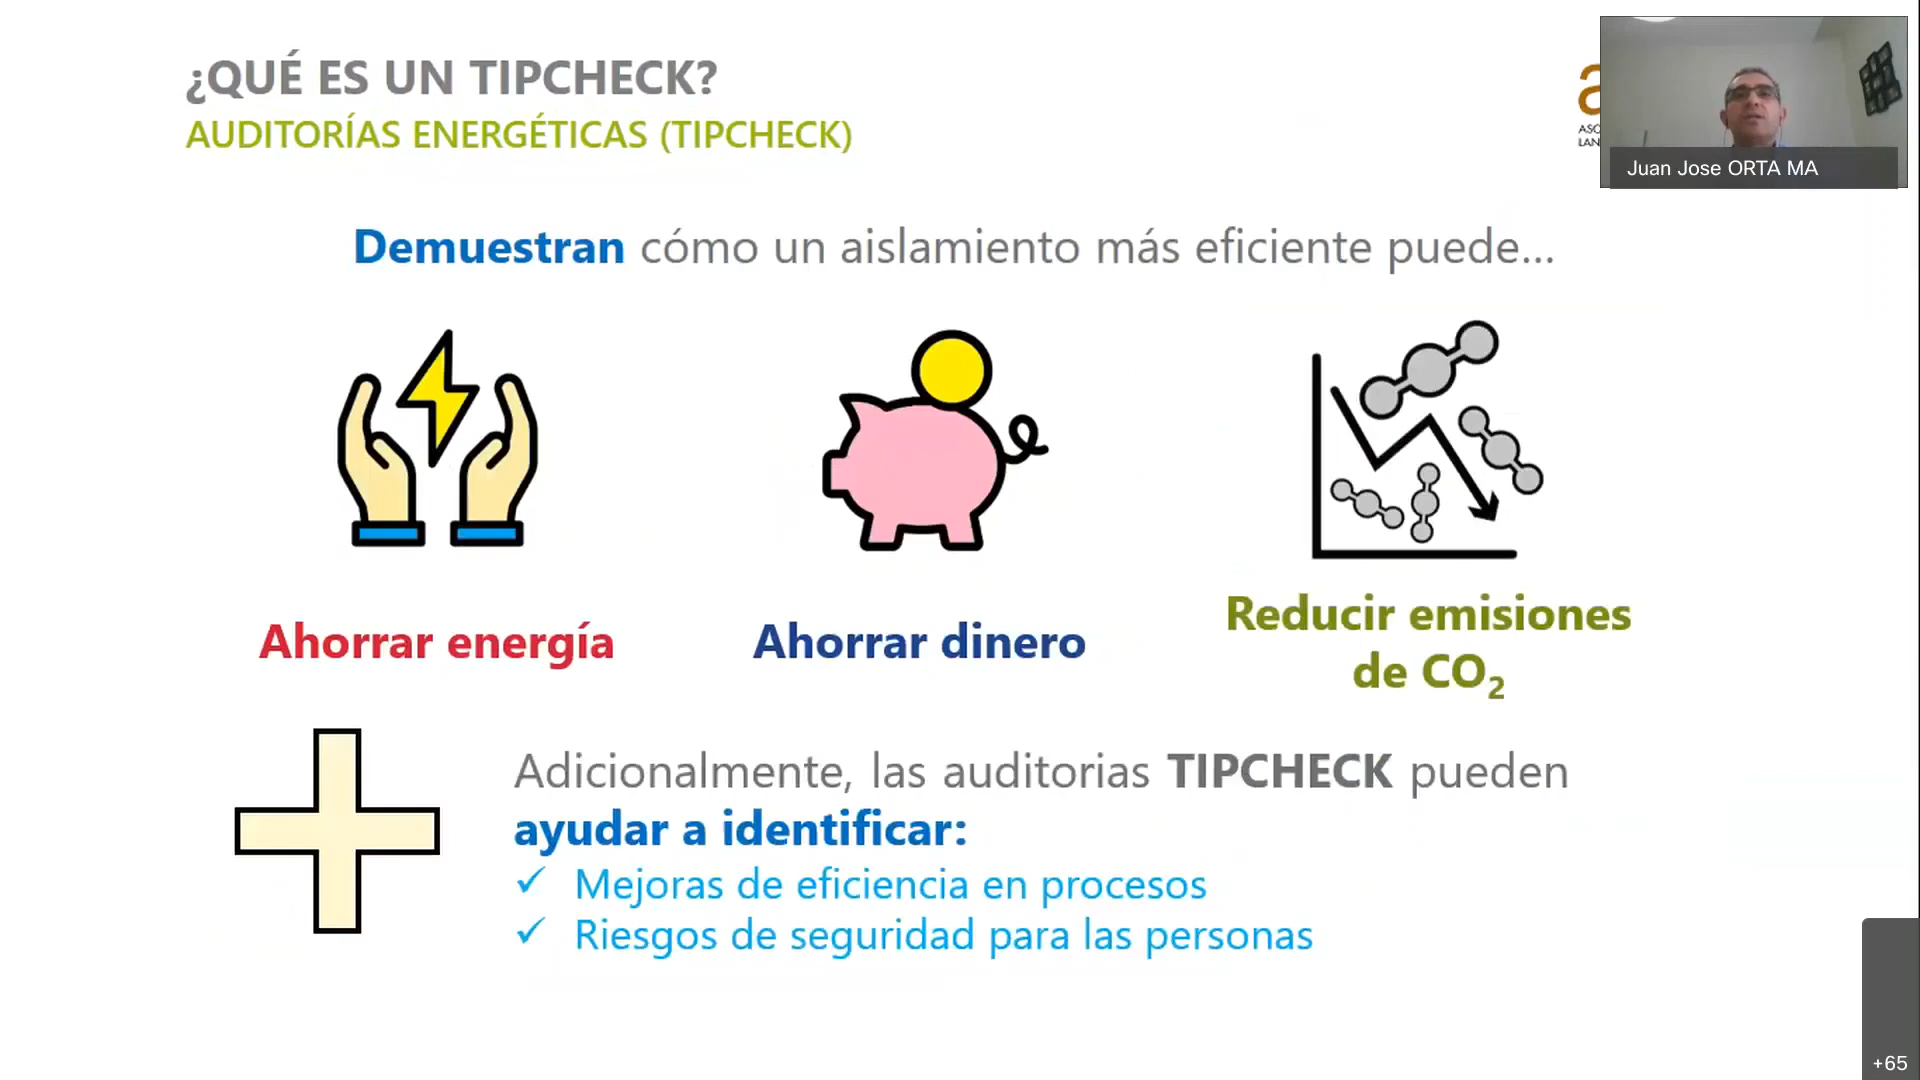 ¿QUÉ ES UN TIPCHECK?
AUDITORÍAS ENERGÉTICAS (TIPCHECK)
Juan Jose ORTA MA
Demuestran cómo un aislamiento más eficiente puede...
Ahorrar energía
Ahorrar dinero
Reducir emisiones
de CO₂
Adicionalmente, las auditorias TIPCHECK pueden
ayudar a identificar:
✓ Mejoras de eficiencia en procesos
✓ Riesgos de seguridad para las personas
+65